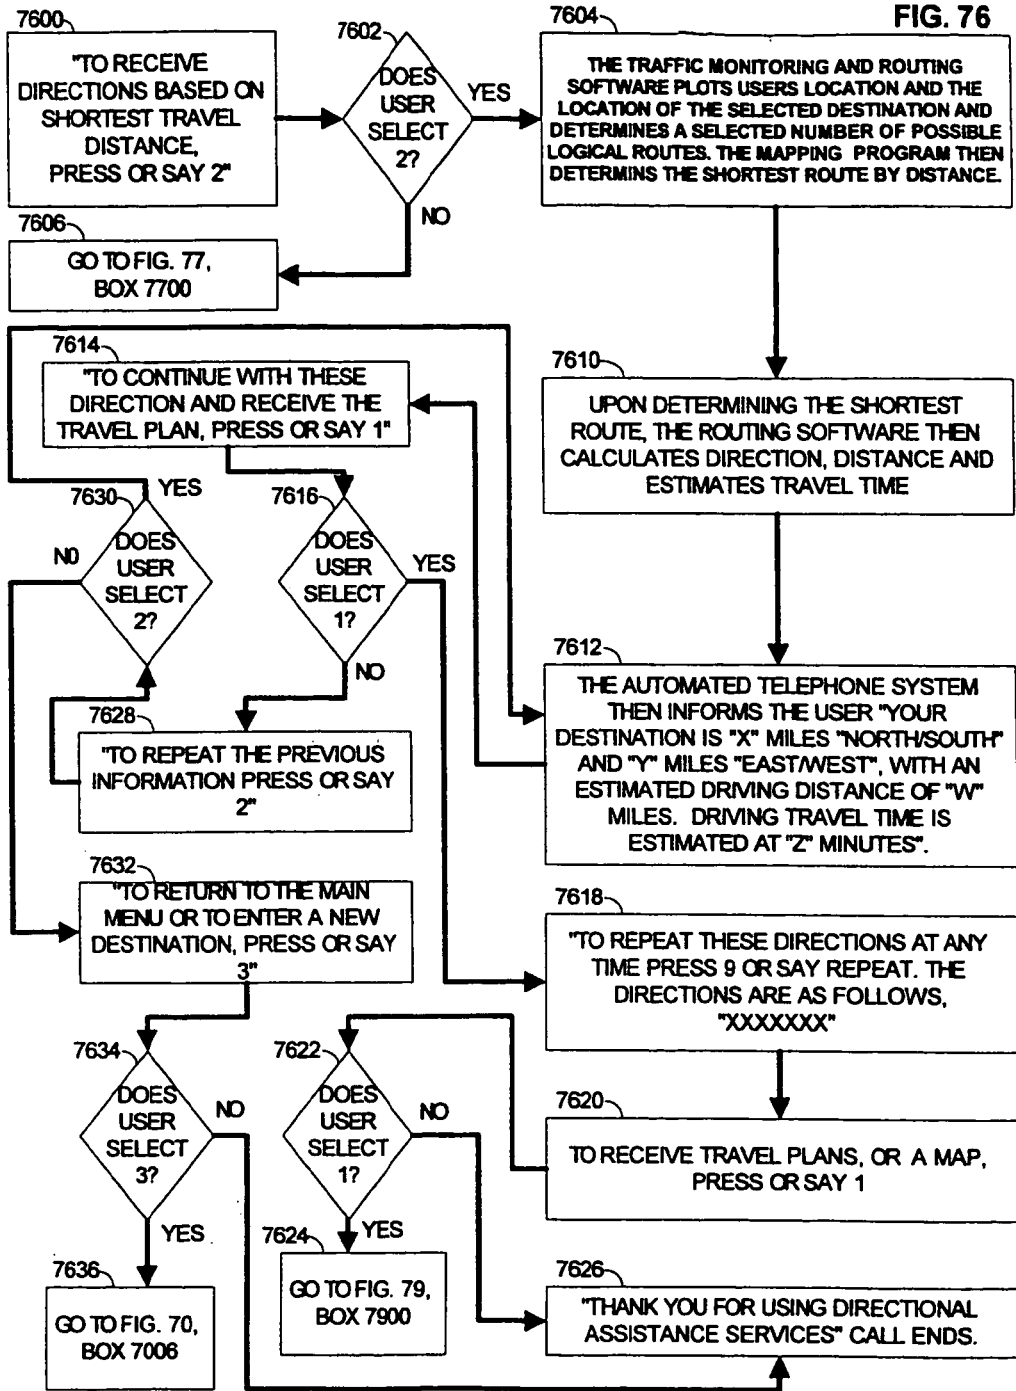 FIG. 76
7600
"TO RECEIVE
DIRECTIONS BASED ON
SHORTEST TRAVEL
DISTANCE,
PRESS OR SAY 2"
7602
DOES
USER
SELECT
2?
YES
NO
7604
THE TRAFFIC MONITORING AND ROUTING
SOFTWARE PLOTS USERS LOCATION AND THE
LOCATION OF THE SELECTED DESTINATION AND
DETERMINES A SELECTED NUMBER OF POSSIBLE
LOGICAL ROUTES. THE MAPPING PROGRAM THEN
DETERMINS THE SHORTEST ROUTE BY DISTANCE.
7606
GO TO FIG. 77,
BOX 7700
7610
UPON DETERMINING THE SHORTEST
ROUTE, THE ROUTING SOFTWARE THEN
CALCULATES DIRECTION, DISTANCE AND
ESTIMATES TRAVEL TIME
7612
THE AUTOMATED TELEPHONE SYSTEM
THEN INFORMS THE USER "YOUR
DESTINATION IS "X" MILES "NORTH/SOUTH"
AND "Y" MILES "EAST/WEST", WITH AN
ESTIMATED DRIVING DISTANCE OF "W"
MILES. DRIVING TRAVEL TIME IS
ESTIMATED AT "Z" MINUTES".
7614
"TO CONTINUE WITH THESE
DIRECTION AND RECEIVE THE
TRAVEL PLAN, PRESS OR SAY 1"
7616
DOES
USER
SELECT
1?
YES
NO
7628
"TO REPEAT THE PREVIOUS
INFORMATION PRESS OR SAY
2"
7630
DOES
USER
SELECT
2?
YES
N0
7632
"TO RETURN TO THE MAIN
MENU OR TO ENTER A NEW
DESTINATION, PRESS OR SAY
3"
7618
"TO REPEAT THESE DIRECTIONS AT ANY
TIME PRESS 9 OR SAY REPEAT. THE
DIRECTIONS ARE AS FOLLOWS,
"XXXXXXX"
7620
TO RECEIVE TRAVEL PLANS, OR A MAP,
PRESS OR SAY 1
7622
DOES
USER
SELECT
1?
NO
YES
7624
GO TO FIG. 79,
BOX 7900
7634
DOES
USER
SELECT
3?
NO
YES
7636
GO TO FIG. 70,
BOX 7006
7626
"THANK YOU FOR USING DIRECTIONAL
ASSISTANCE SERVICES" CALL ENDS.